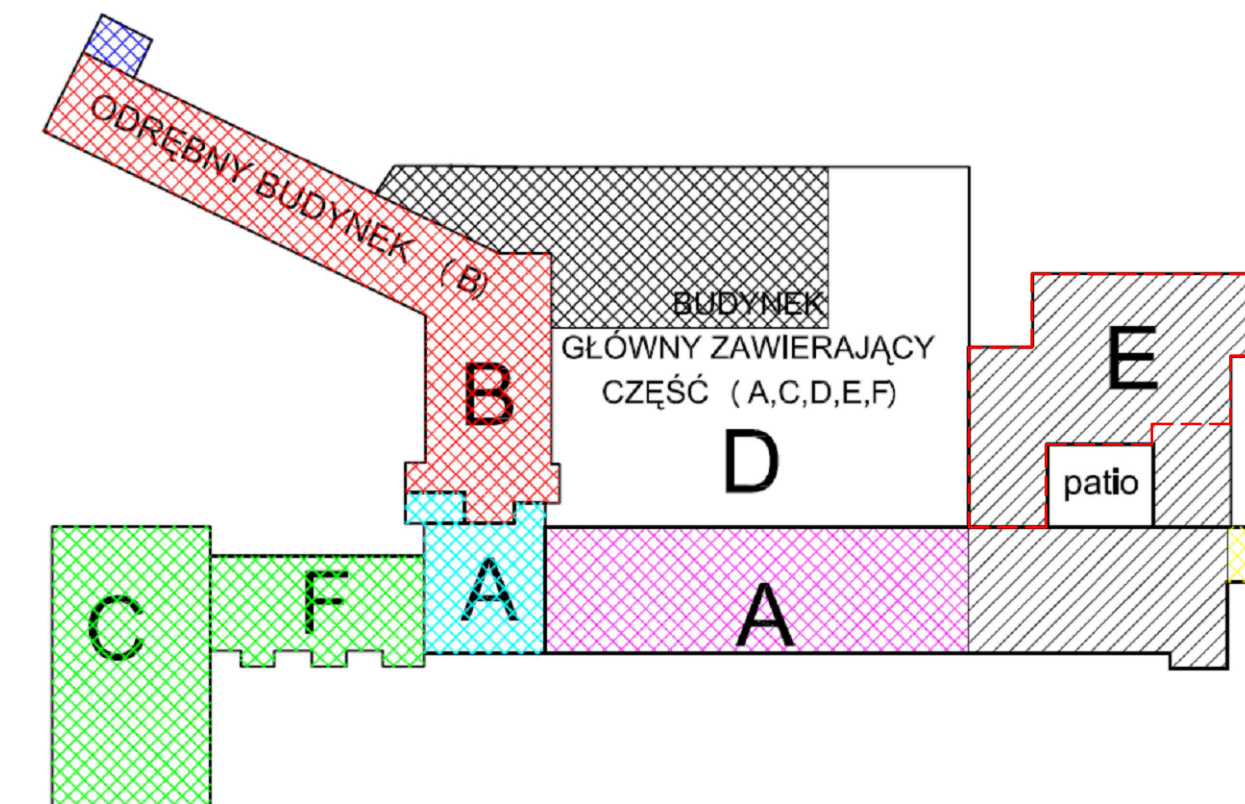 ODRĘBNY BUDYNEK ( B)
BUDYNEK
GŁÓWNY ZAWIERAJĄCY
CZĘŚĆ ( A,C,D,E,F)
B
D
E
patio
C
F
A
A